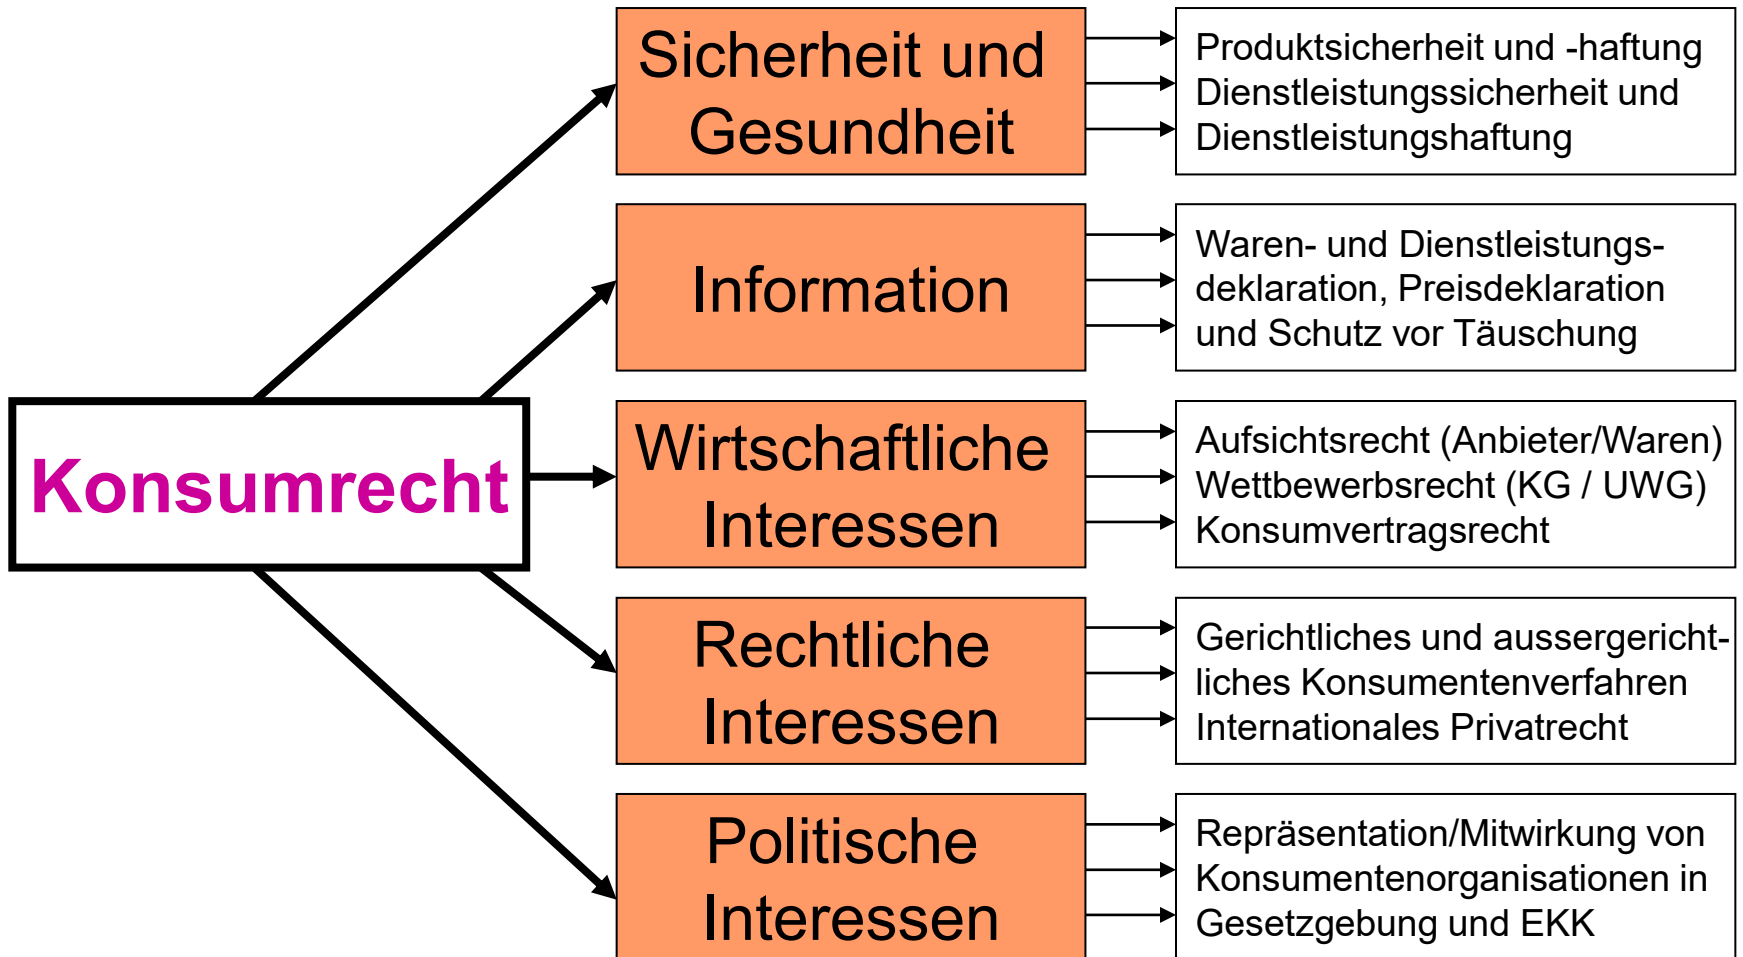 Konsumrecht
Sicherheit und
Gesundheit
Produktsicherheit und -haftung
Dienstleistungssicherheit und
Dienstleistungshaftung
Information
Waren- und Dienstleistungs-
deklaration, Preisdeklaration
und Schutz vor Täuschung
Wirtschaftliche
Interessen
Aufsichtsrecht (Anbieter/Waren)
Wettbewerbsrecht (KG / UWG)
Konsumvertragsrecht
Rechtliche
Interessen
Gerichtliches und aussergericht-
liches Konsumentenverfahren
Internationales Privatrecht
Politische
Interessen
Repräsentation/Mitwirkung von
Konsumentenorganisationen in
Gesetzgebung und EKK